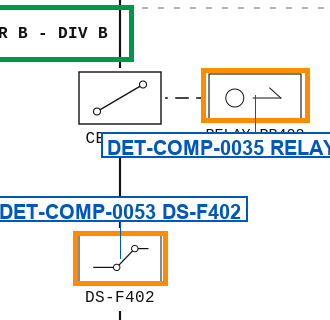 R B - DIV B
DET-COMP-0035 RELAY
DET-COMP-0053 DS-F402
DS-F402